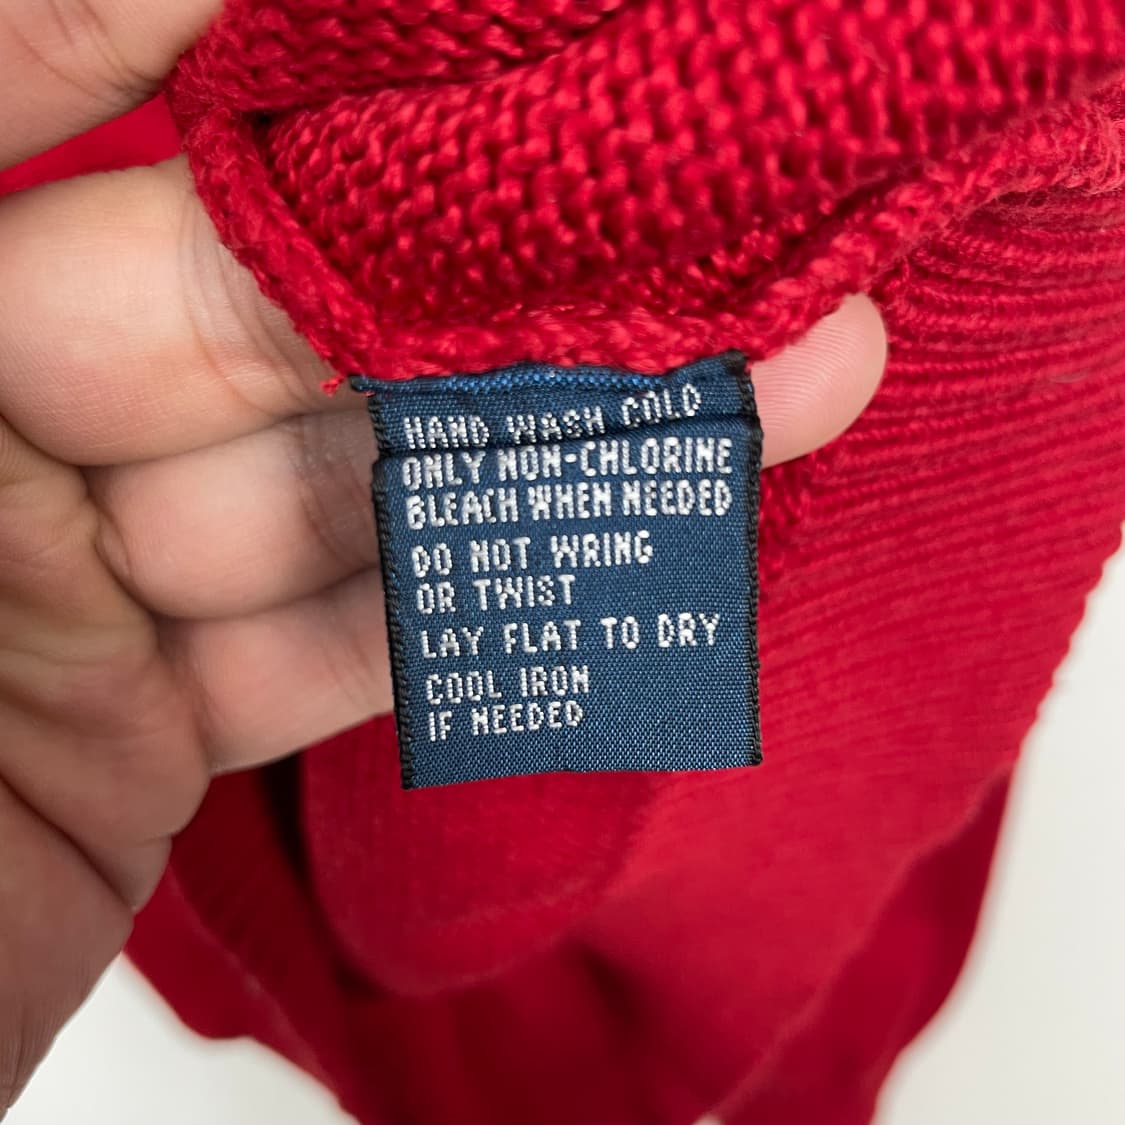 HAND WASH COLD
ONLY NON-CHLORINE
BLEACH WHEN NEEDED
DO NOT WRING
OR TWIST
LAY FLAT TO DRY
COOL IRON
IF NEEDED